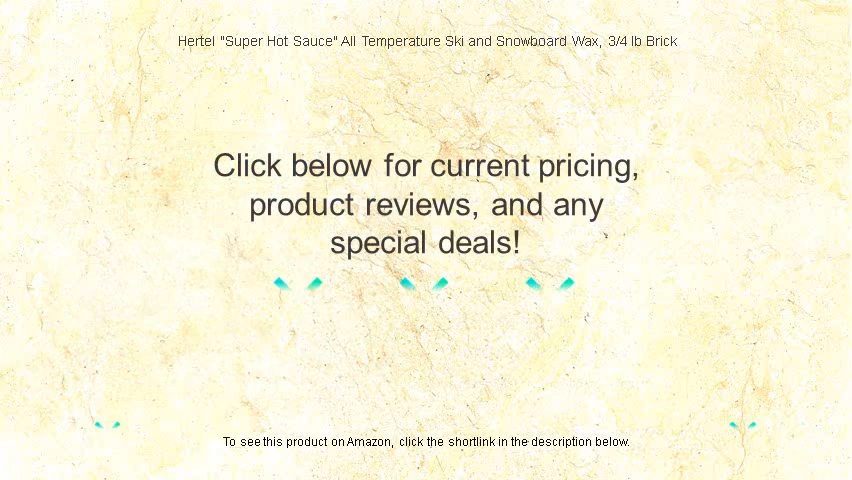 Hertel "Super Hot Sauce" All Temperature Ski and Snowboard Wax, 3/4 lb Brick
Click below for current pricing,
product reviews, and any
special deals!
To see this product on Amazon, click the shortlink in the description below.